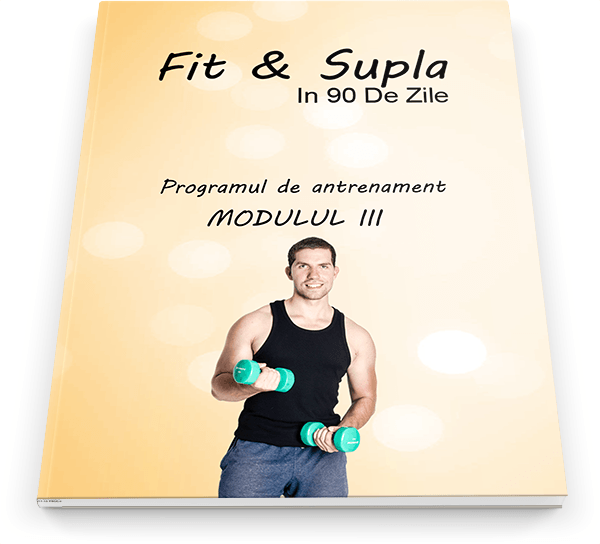 Fit & Supla
In 90 De Zile
Programul de antrenament
MODULUL III